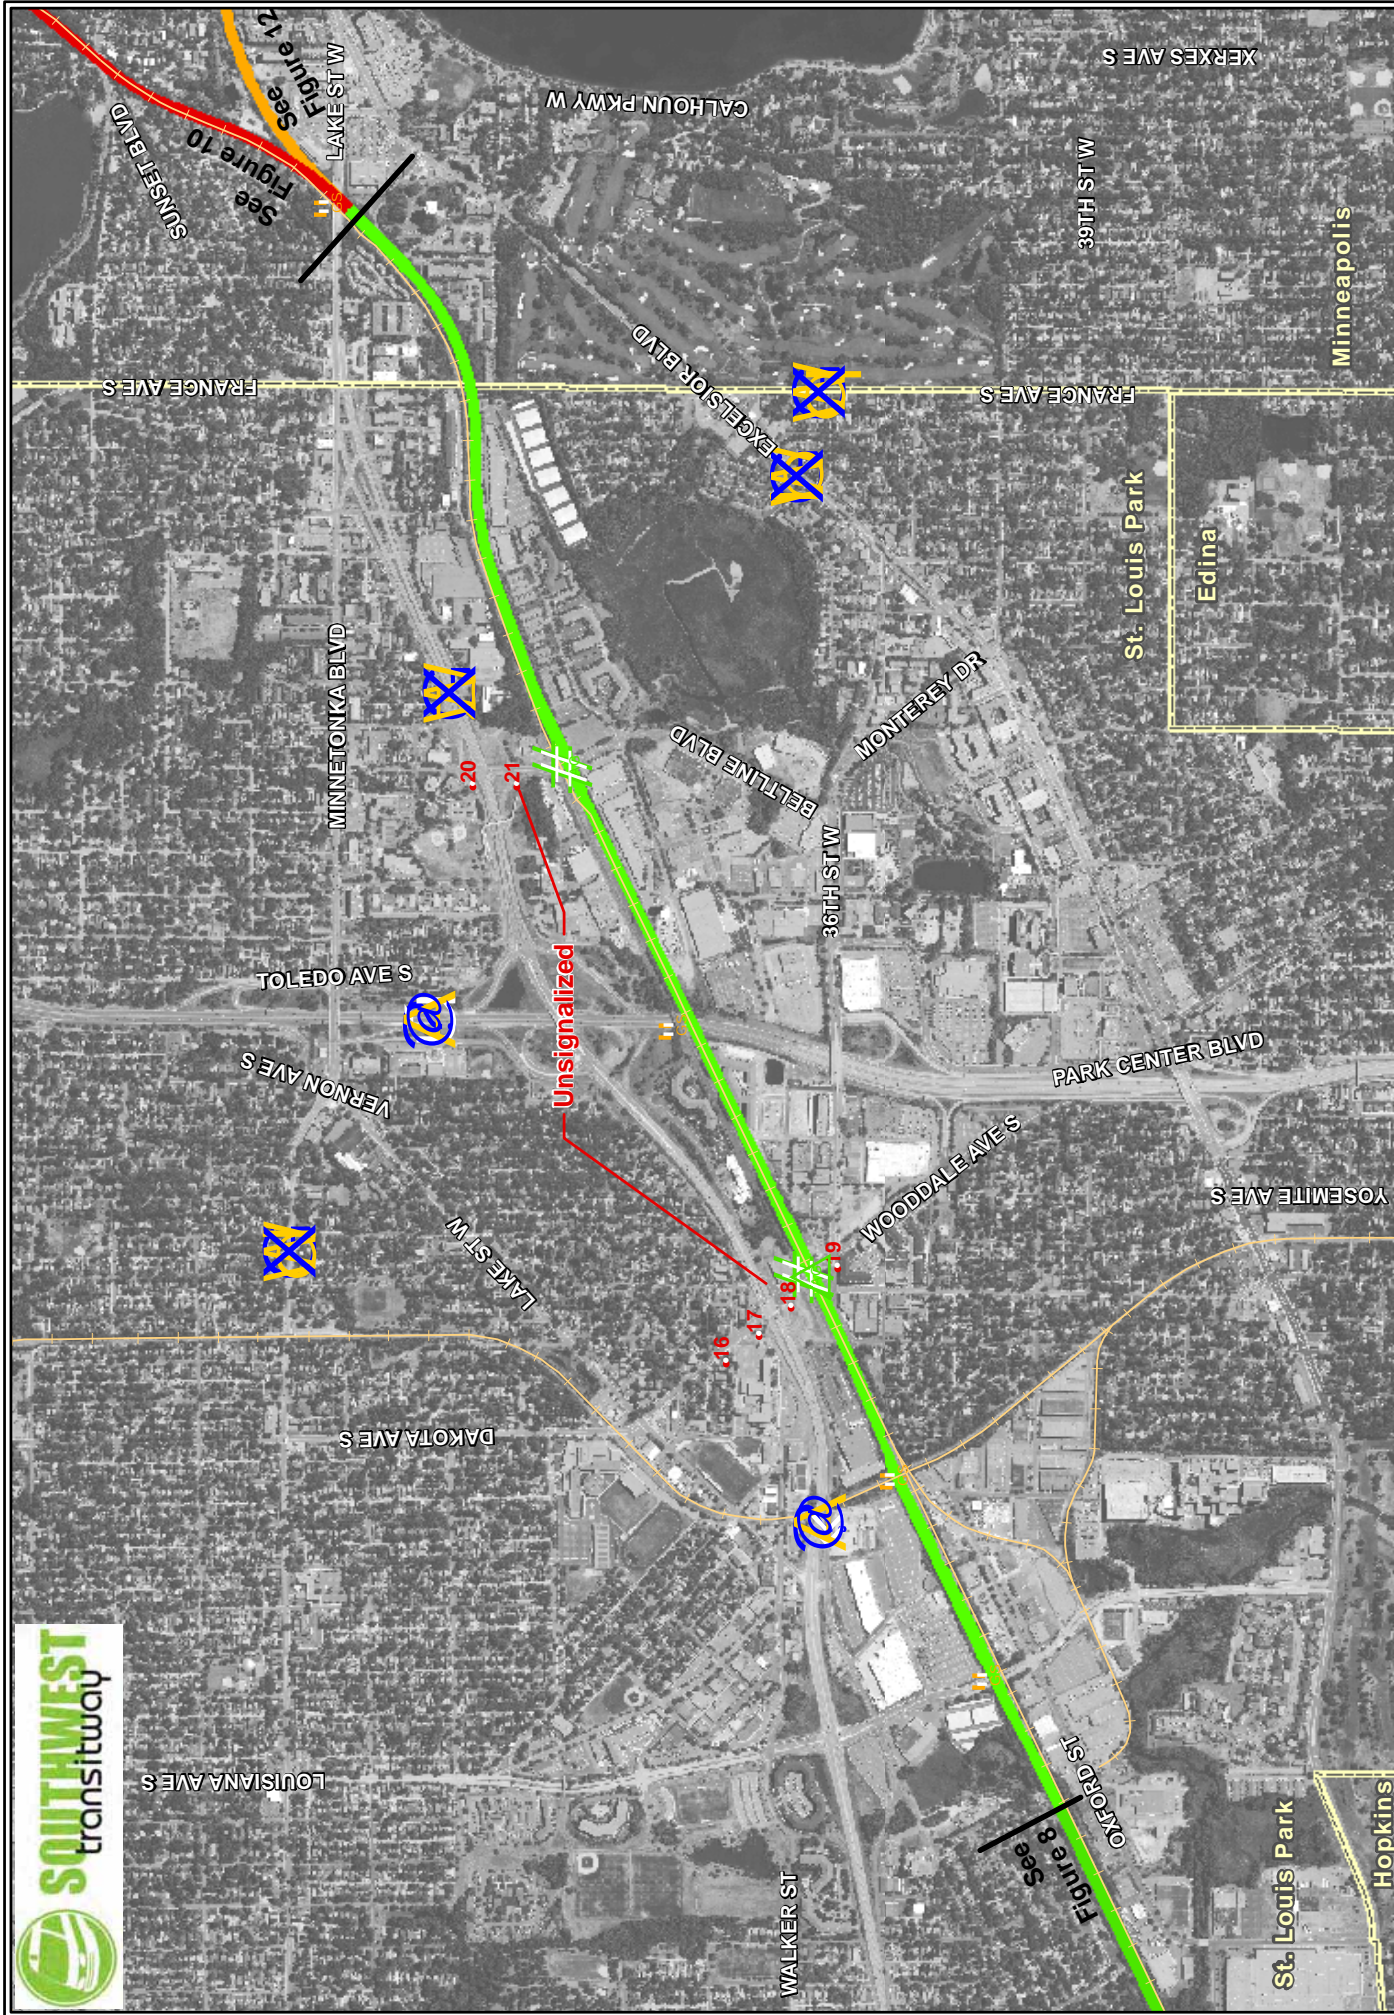 SOUTHWEST
transitway
LOUISIANA AVE S
WALKER ST
See
Figure 8
OXFORD ST
St. Louis Park
Hopkins
DAKOTA AVE S
LAKE ST W
VERNON AVE S
TOLEDO AVE S
MINNETONKA BLVD
Unsignalized
16
17
18
19
20
21
WOODDALE AVE S
YOSEMITE AVE S
PARK CENTER BLVD
36TH ST W
BELTLINE BLVD
MONTEREY DR
EXCELSIOR BLVD
St. Louis Park
Edina
Minneapolis
FRANCE AVE S
FRANCE AVE S
39TH ST W
XERXES AVE S
CALHOUN PKWY W
LAKE ST W
SUNSET BLVD
See
Figure 10
See
Figure 12